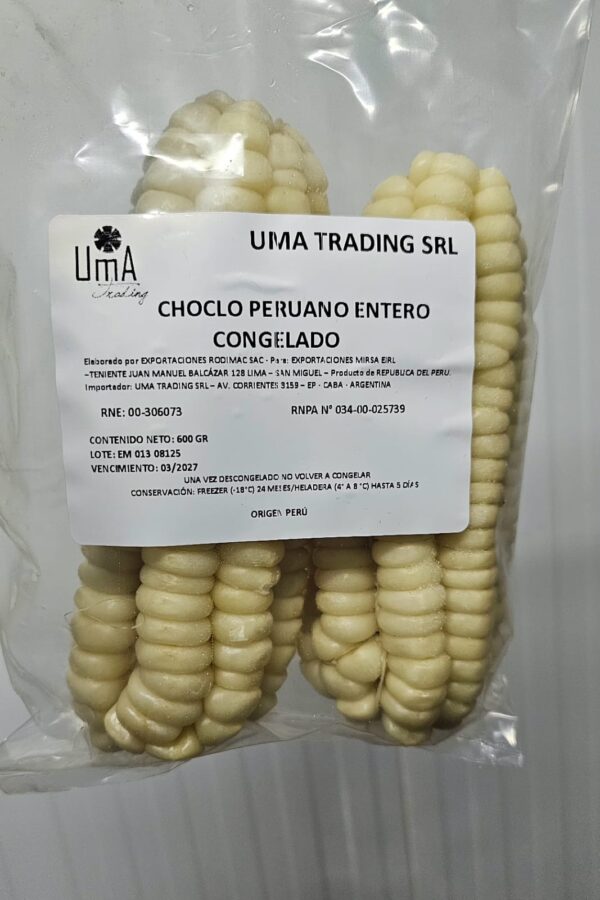 UmA
Trading
UMA TRADING SRL
CHOCLO PERUANO ENTERO
CONGELADO
Elaborado por EXPORTACIONES RODIMAC SAC - Para: EXPORTACIONES MIRSA EIRL
–TENIENTE JUAN MANUEL BALCÁZAR 128 LIMA – SAN MIGUEL – Producto de REPUBLICA DEL PERU.
Importador: UMA TRADING SRL – AV. CORRIENTES 3159 – EP - CABA - ARGENTINA
RNE: 00-306073 RNPA N° 034-00-025739
CONTENIDO NETO: 600 GR
LOTE: EM 013 08125
VENCIMIENTO: 03/2027
UNA VEZ DESCONGELADO NO VOLVER A CONGELAR
CONSERVACIÓN: FREEZER (-18°C) 24 MESES/HELADERA (4° A 8 °C) HASTA 5 DÍAS
ORIGEN PERÚ